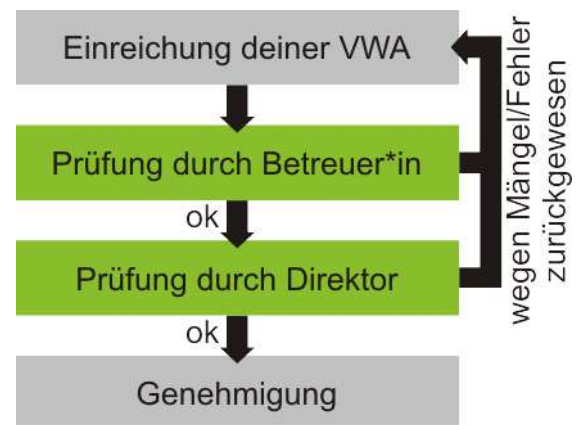 Einreichung deiner VWA
Prüfung durch Betreuer*in
ok
Prüfung durch Direktor
ok
Genehmigung
wegen Mängel/Fehler
zurückgewesen